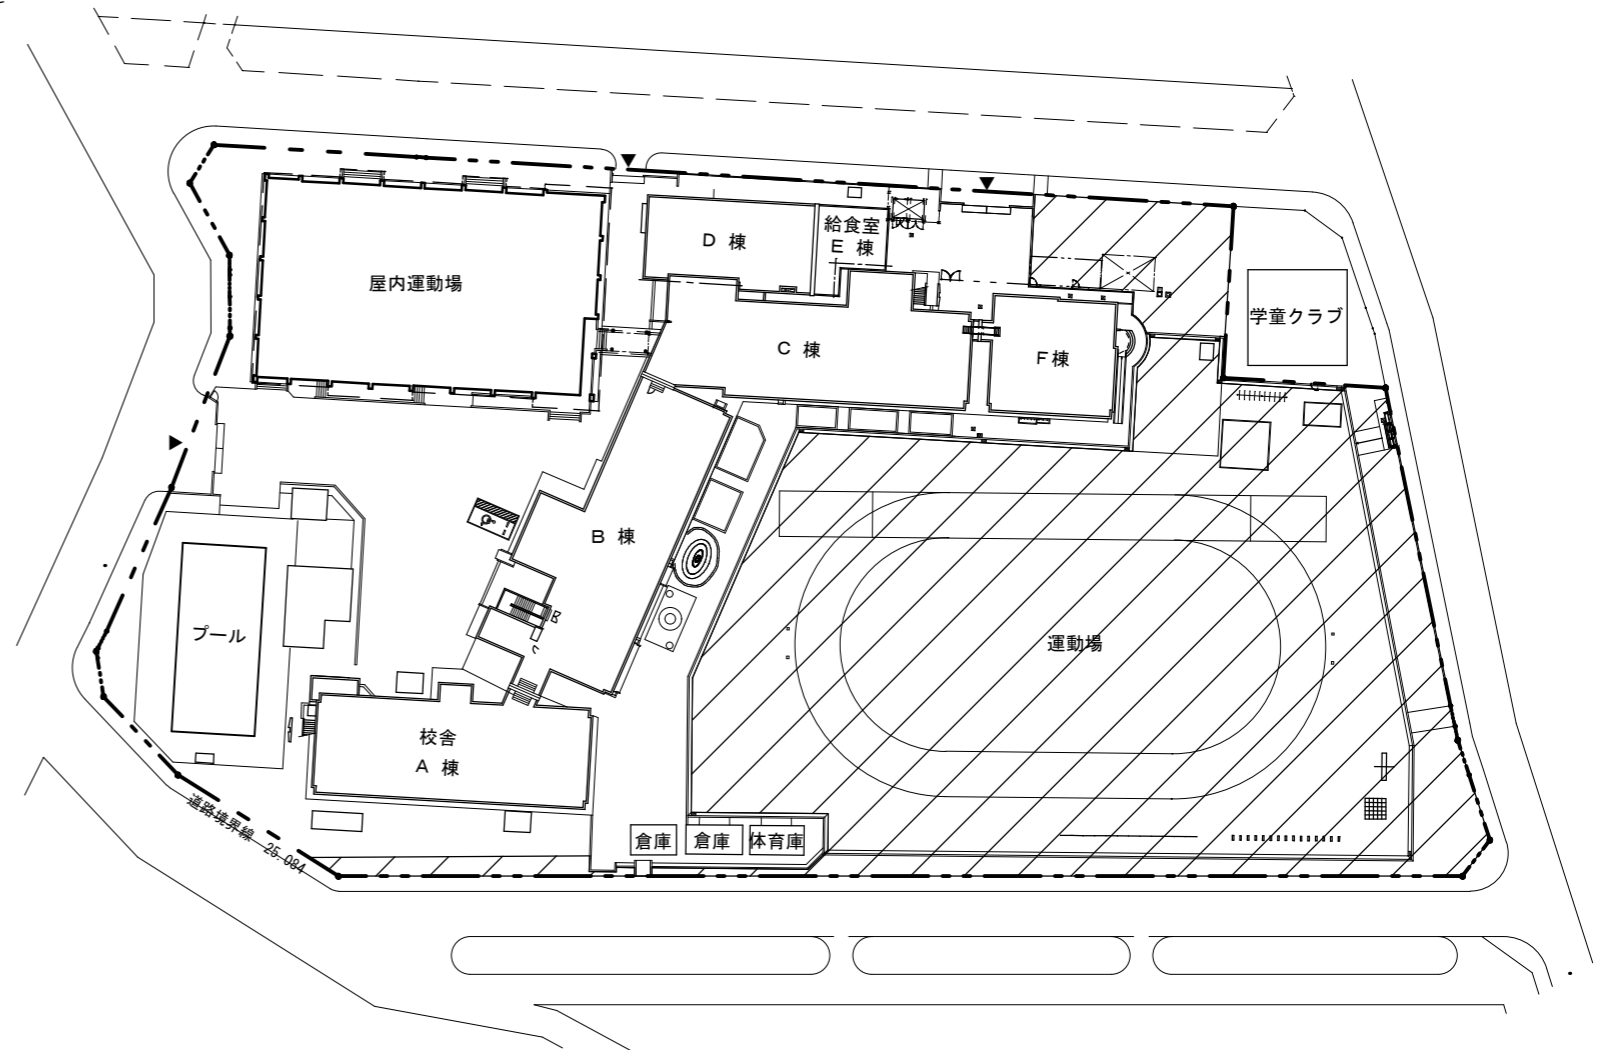 給食室
D 棟
E 棟
屋内運動場
学童クラブ
C 棟
F棟
B 棟
プール
運動場
校舎
A 棟
道路境界線 25.084
倉庫
倉庫
体育庫